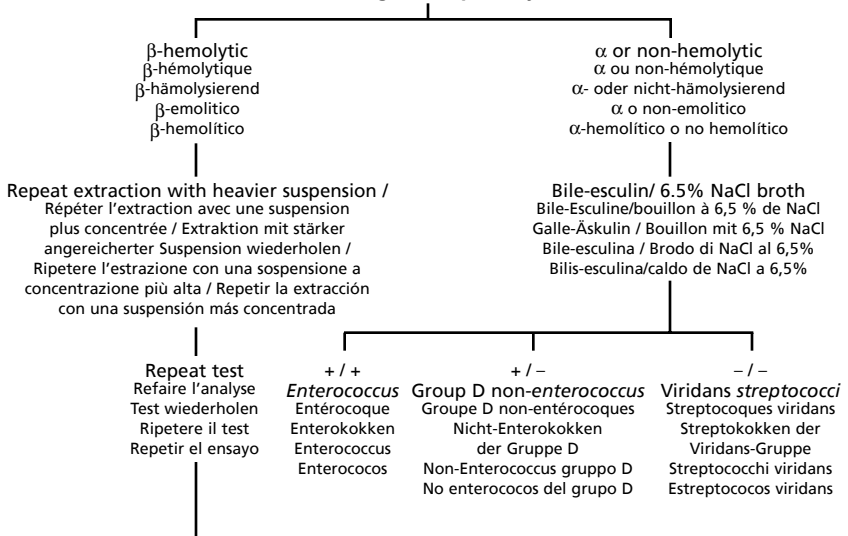 β-hemolytic
β-hémolytique
β-hämolysierend
β-emolitico
β-hemolítico
α or non-hemolytic
α ou non-hémolytique
α- oder nicht-hämolysierend
α o non-emolitico
α-hemolítico o no hemolítico
Repeat extraction with heavier suspension /
Répéter l’extraction avec une suspension
plus concentrée / Extraktion mit stärker
angereicherter Suspension wiederholen /
Ripetere l’estrazione con una sospensione a
concentrazione più alta / Repetir la extracción
con una suspensión más concentrada
Bile-esculin/ 6.5% NaCl broth
Bile-Esculine/bouillon à 6,5 % de NaCl
Galle-Äskulin / Bouillon mit 6,5 % NaCl
Bile-esculina / Brodo di NaCl al 6,5%
Bilis-esculina/caldo de NaCl a 6,5%
Repeat test
Refaire l’analyse
Test wiederholen
Ripetere il test
Repetir el ensayo
+ / +
Enterococcus
Entérocoque
Enterokokken
Enterococcus
Enterococos
+ / –
Group D non-enterococcus
Groupe D non-entérocoques
Nicht-Enterokokken
der Gruppe D
Non-Enterococcus gruppo D
No enterococos del grupo D
– / –
Viridans streptococci
Streptocoques viridans
Streptokokken der
Viridans-Gruppe
Streptococchi viridans
Estreptococos viridans